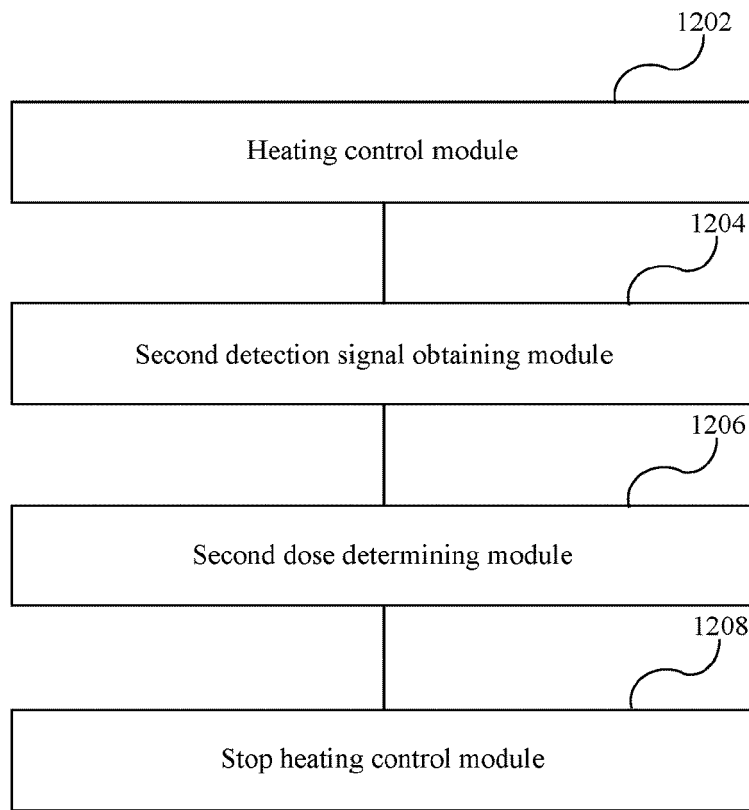 1202
Heating control module
1204
Second detection signal obtaining module
1206
Second dose determining module
1208
Stop heating control module